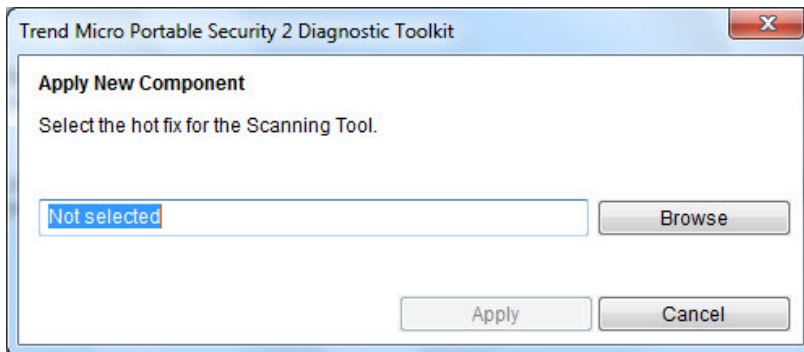 Trend Micro Portable Security 2 Diagnostic Toolkit
Apply New Component
Select the hot fix for the Scanning Tool.
Not selected
Browse
Apply
Cancel